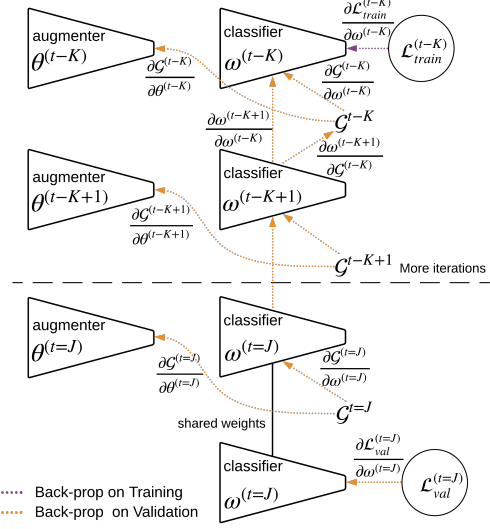 augmenter
θ^(t−K)
classifier
ω^(t−K)
∂ℒ_train^(t−K) / ∂ω^(t−K)
ℒ_train^(t−K)
∂𝒢^(t−K) / ∂θ^(t−K)
∂𝒢^(t−K) / ∂ω^(t−K)
𝒢^t−K
∂ω^(t−K+1) / ∂ω^(t−K)
∂ω^(t−K+1) / ∂𝒢^(t−K)
augmenter
θ^(t−K+1)
classifier
ω^(t−K+1)
∂𝒢^(t−K+1) / ∂θ^(t−K+1)
𝒢^t−K+1
More iterations
augmenter
θ^(t=J)
classifier
ω^(t=J)
∂𝒢^(t=J) / ∂θ^(t=J)
∂𝒢^(t=J) / ∂ω^(t=J)
𝒢^t=J
shared weights
classifier
ω^(t=J)
∂ℒ_val^(t=J) / ∂ω^(t=J)
ℒ_val^(t=J)
Back-prop on Training
Back-prop on Validation